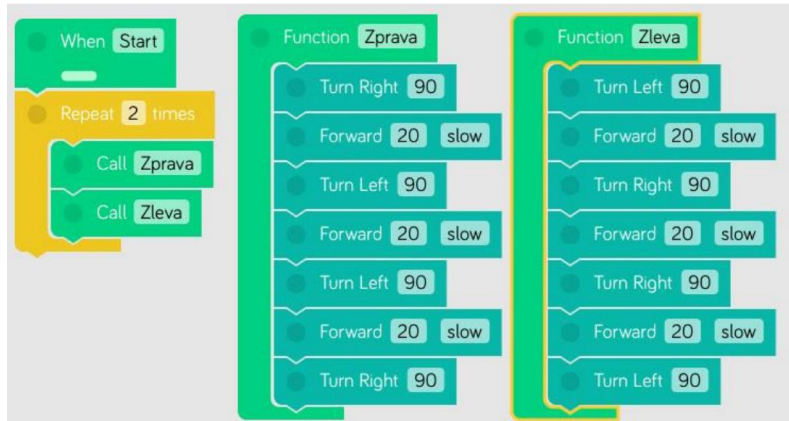 When Start
Repeat 2 times
Call Zprava
Call Zleva
Function Zprava
Turn Right 90
Forward 20 slow
Turn Left 90
Forward 20 slow
Turn Left 90
Forward 20 slow
Turn Right 90
Function Zleva
Turn Left 90
Forward 20 slow
Turn Right 90
Forward 20 slow
Turn Right 90
Forward 20 slow
Turn Left 90